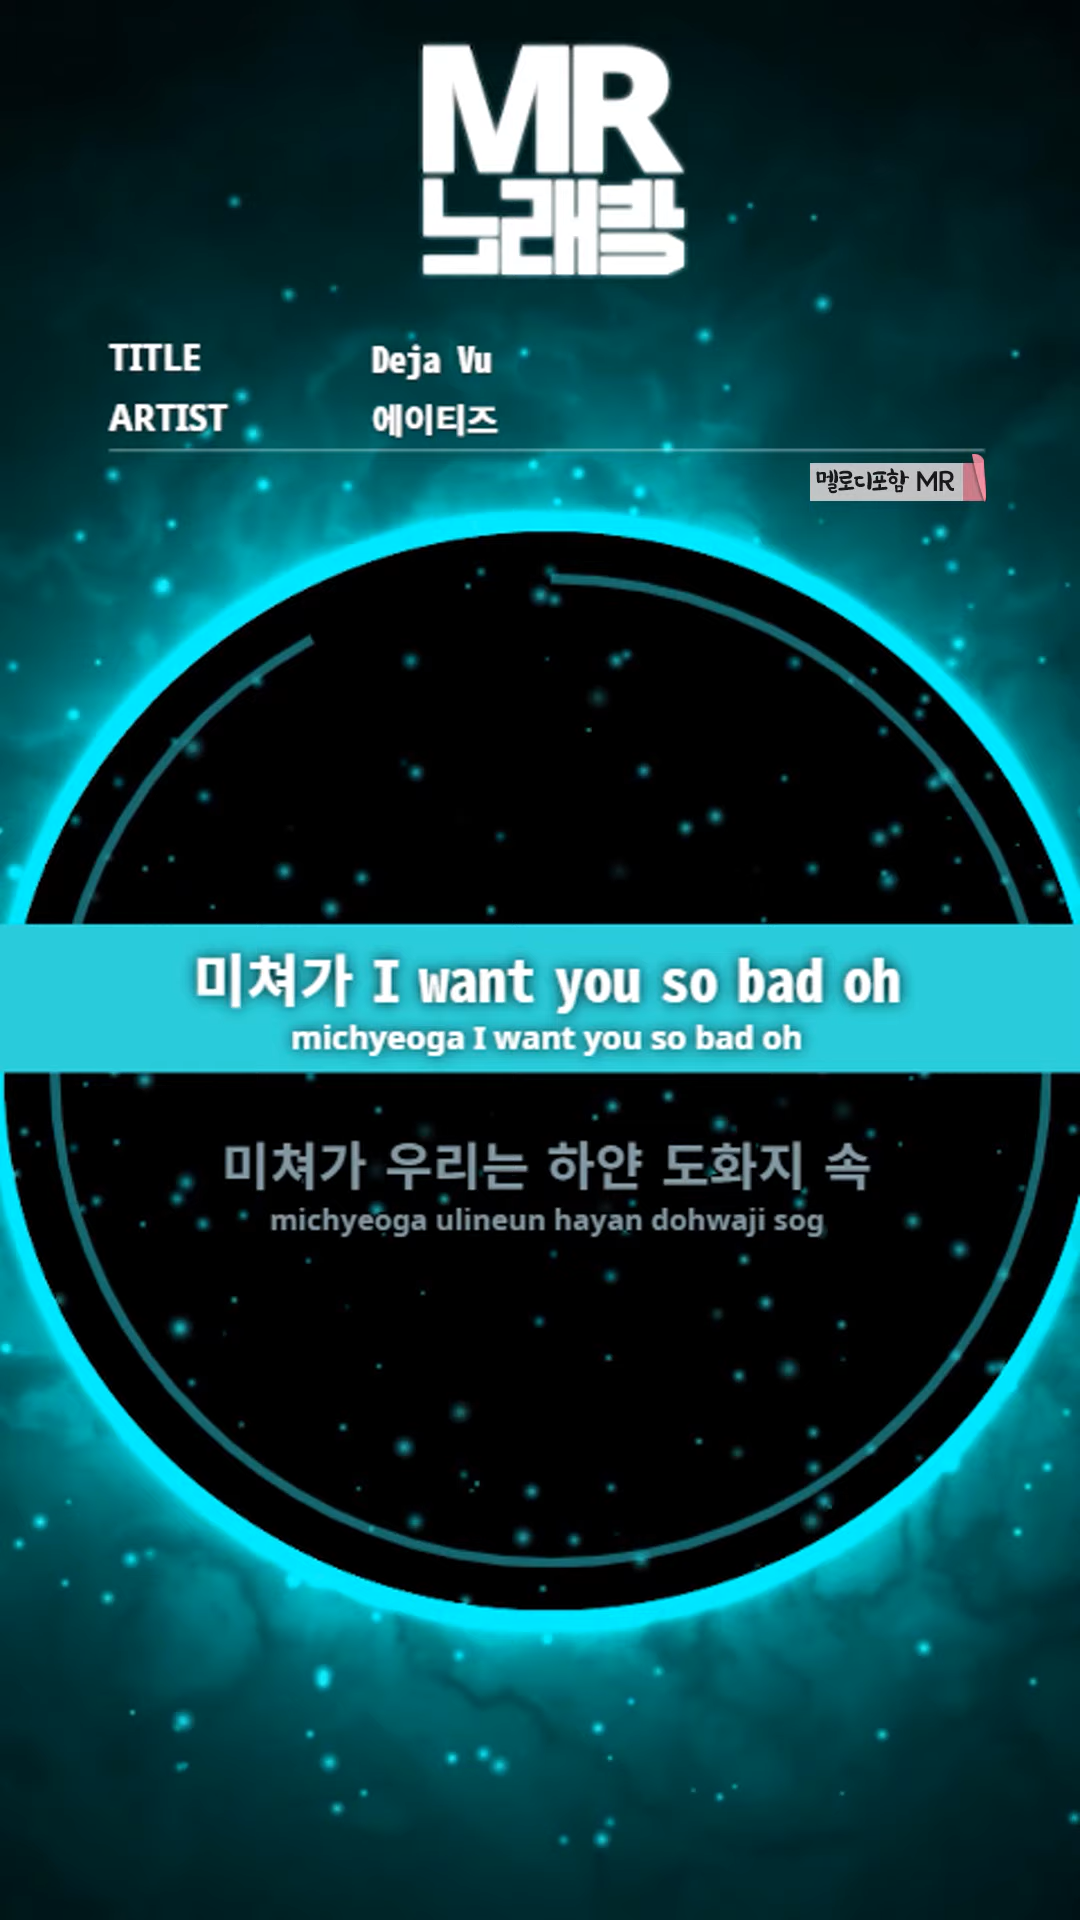 MR
노래방
TITLE Deja Vu
ARTIST 에이티즈
멜로디포함 MR
미쳐가 I want you so bad oh
michyeoga I want you so bad oh
미쳐가 우리는 하얀 도화지 속
michyeoga ulineun hayan dohwaji sog